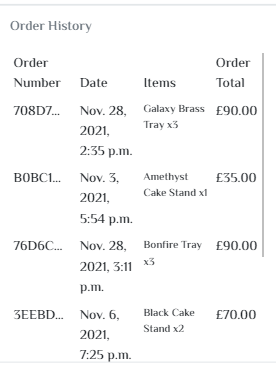 Order History
Order Number Date Items Order Total
708D7... Nov. 28, 2021, 2:35 p.m. Galaxy Brass Tray x3 £90.00
B0BC1... Nov. 3, 2021, 5:54 p.m. Amethyst Cake Stand x1 £35.00
76D6C... Nov. 28, 2021, 3:11 p.m. Bonfire Tray x3 £90.00
3EEBD... Nov. 6, 2021, 7:25 p.m. Black Cake Stand x2 £70.00